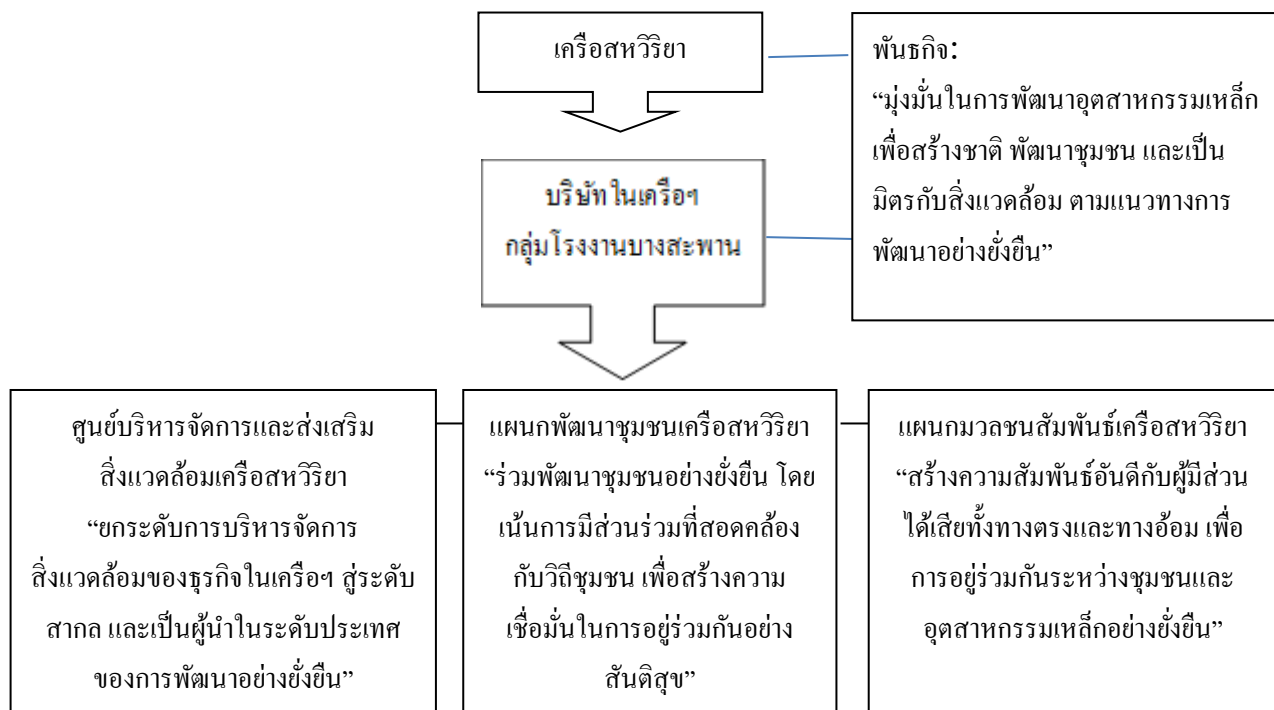 เครือสหวิริยา
พันธกิจ:
“มุ่งมั่นในการพัฒนาอุตสาหกรรมเหล็ก
เพื่อสร้างชาติ พัฒนาชุมชน และเป็น
มิตรกับสิ่งแวดล้อม ตามแนวทางการ
พัฒนาอย่างยั่งยืน”
บริษัทในเครือฯ
กลุ่มโรงงานบางสะพาน
ศูนย์บริหารจัดการและส่งเสริม
สิ่งแวดล้อมเครือสหวิริยา
“ยกระดับการบริหารจัดการ
สิ่งแวดล้อมของธุรกิจในเครือฯ สู่ระดับ
สากล และเป็นผู้นำในระดับประเทศ
ของการพัฒนาอย่างยั่งยืน”
แผนกพัฒนาชุมชนเครือสหวิริยา
“ร่วมพัฒนาชุมชนอย่างยั่งยืน โดย
เน้นการมีส่วนร่วมที่สอดคล้อง
กับวิถีชุมชน เพื่อสร้างความ
เชื่อมั่นในการอยู่ร่วมกันอย่าง
สันติสุข”
แผนกมวลชนสัมพันธ์เครือสหวิริยา
“สร้างความสัมพันธ์อันดีกับผู้มีส่วน
ได้เสียทั้งทางตรงและทางอ้อม เพื่อ
การอยู่ร่วมกันระหว่างชุมชนและ
อุตสาหกรรมเหล็กอย่างยั่งยืน”